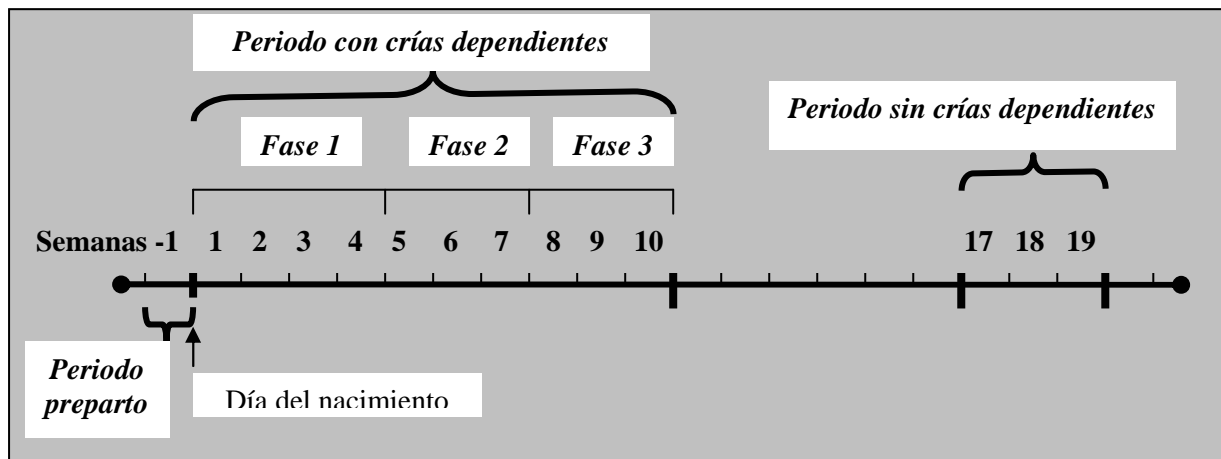 Periodo con crías dependientes
Periodo sin crías dependientes
Fase 1 Fase 2 Fase 3
Semanas -1 1 2 3 4 5 6 7 8 9 10 17 18 19
Periodo
preparto
Día del nacimiento